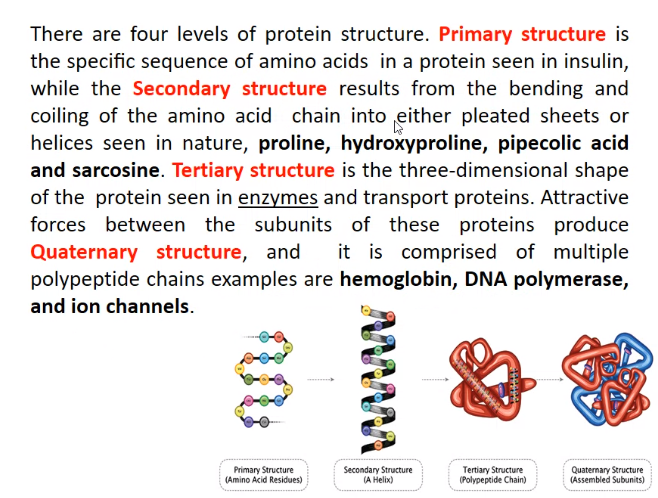 There are four levels of protein structure. Primary structure is
the specific sequence of amino acids in a protein seen in insulin,
while the Secondary structure results from the bending and
coiling of the amino acid chain into either pleated sheets or
helices seen in nature, proline, hydroxyproline, pipecolic acid
and sarcosine. Tertiary structure is the three-dimensional shape
of the protein seen in enzymes and transport proteins. Attractive
forces between the subunits of these proteins produce
Quaternary structure, and it is comprised of multiple
polypeptide chains examples are hemoglobin, DNA polymerase,
and ion channels.
Primary Structure
(Amino Acid Residues)
Secondary Structure
(A Helix)
Tertiary Structure
(Polypeptide Chain)
Quaternary Structure
(Assembled Subunits)